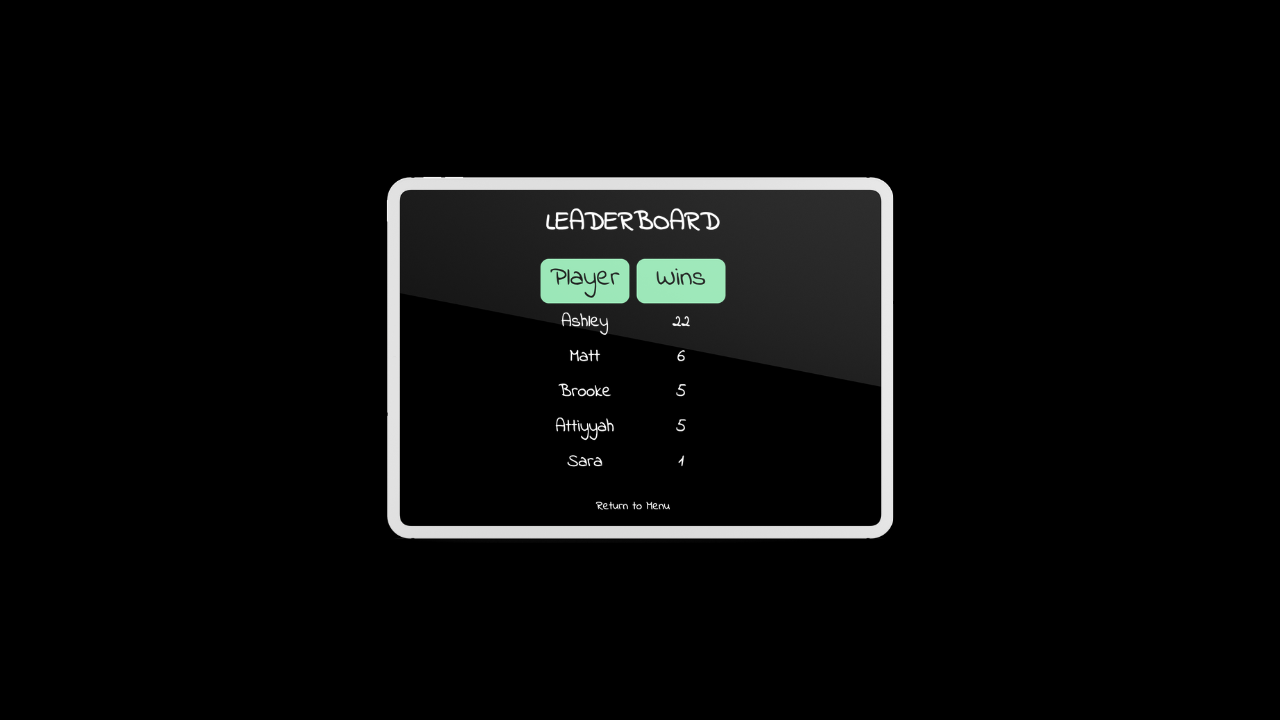 LEADERBOARD
Player Wins
Ashley 22
Matt 6
Brooke 5
Attiyyah 5
Sara 1
Return to Menu